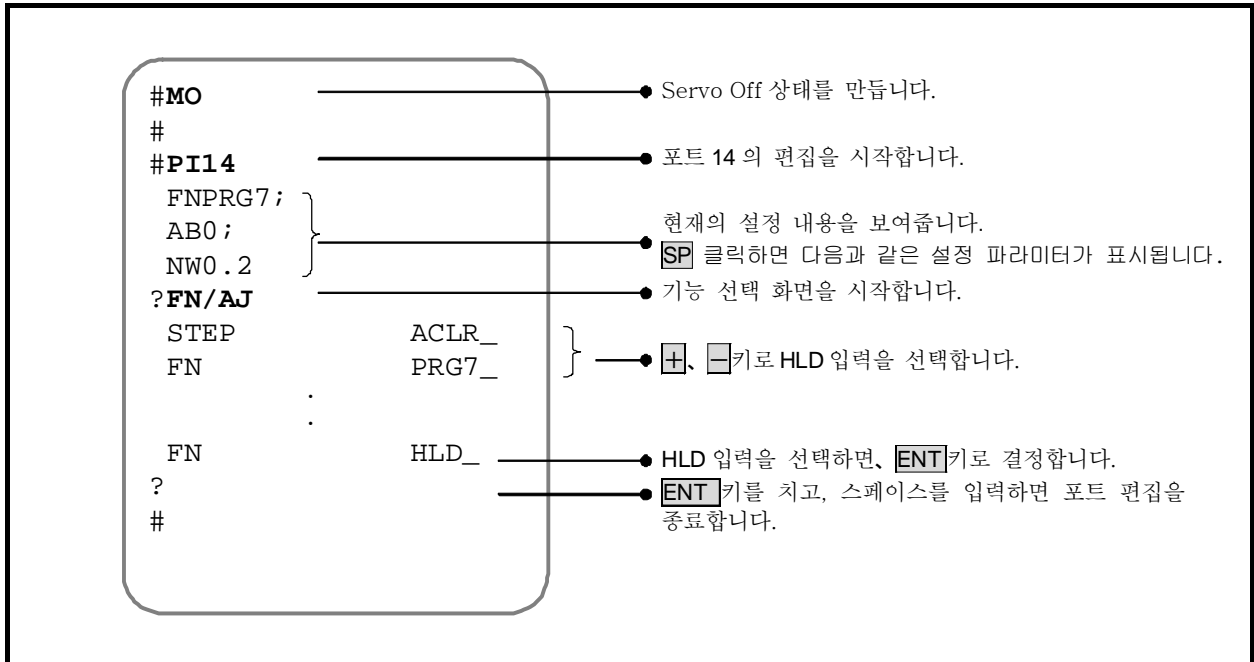 #MO
Servo Off 상태를 만듭니다.
#
#PI14
포트 14 의 편집을 시작합니다.
FNPRG7;
AB0;
NW0.2
현재의 설정 내용을 보여줍니다.
SP 클릭하면 다음과 같은 설정 파라미터가 표시됩니다.
?FN/AJ
기능 선택 화면을 시작합니다.
STEP ACLR_
FN PRG7_
+、－키로 HLD 입력을 선택합니다.
.
.
FN HLD_
HLD 입력을 선택하면、ENT키로 결정합니다.
?
ENT 키를 치고, 스페이스를 입력하면 포트 편집을
종료합니다.
#